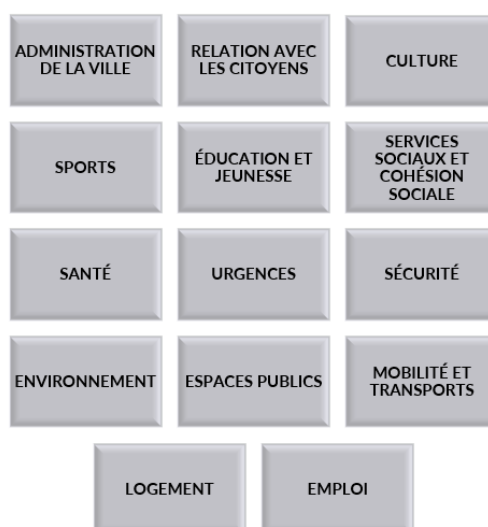 ADMINISTRATION
DE LA VILLE
RELATION AVEC
LES CITOYENS
CULTURE
SPORTS
ÉDUCATION ET
JEUNESSE
SERVICES
SOCIAUX ET
COHÉSION
SOCIALE
SANTÉ
URGENCES
SÉCURITÉ
ENVIRONNEMENT
ESPACES PUBLICS
MOBILITÉ ET
TRANSPORTS
LOGEMENT
EMPLOI